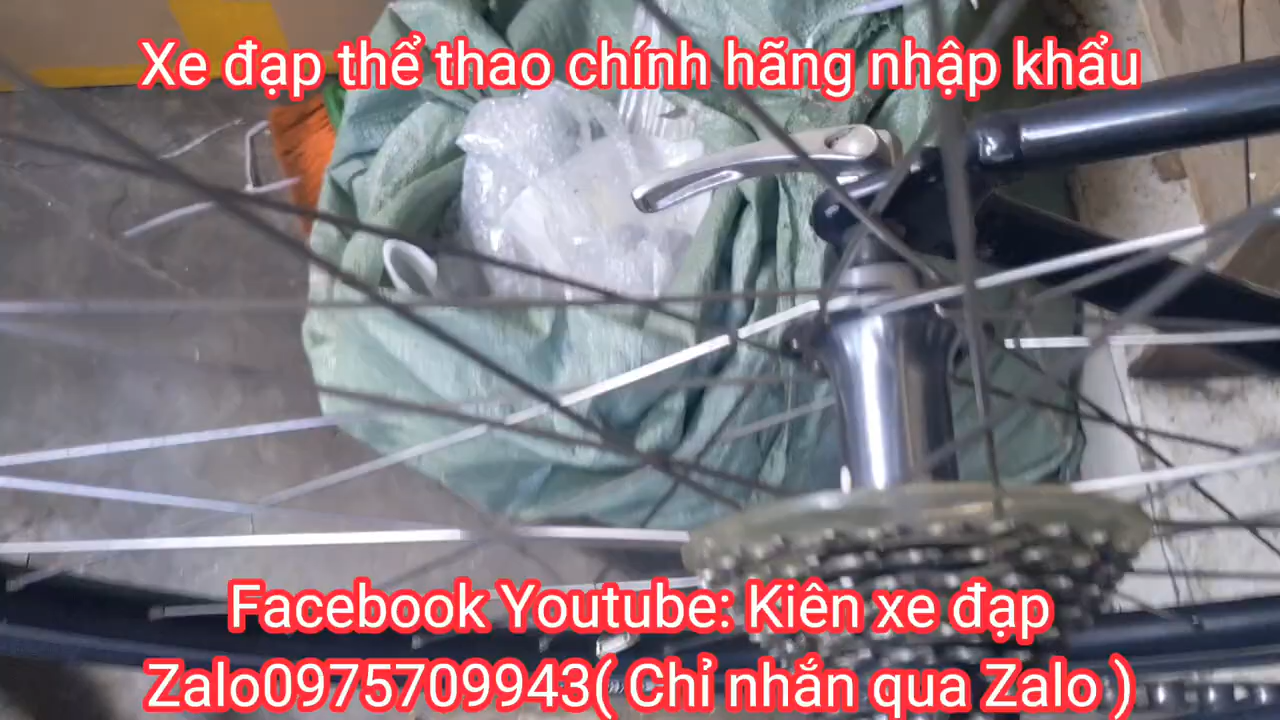 Xe đạp thể thao chính hãng nhập khẩu
Facebook Youtube: Kiên xe đạp
Zalo0975709943( Chỉ nhắn qua Zalo )